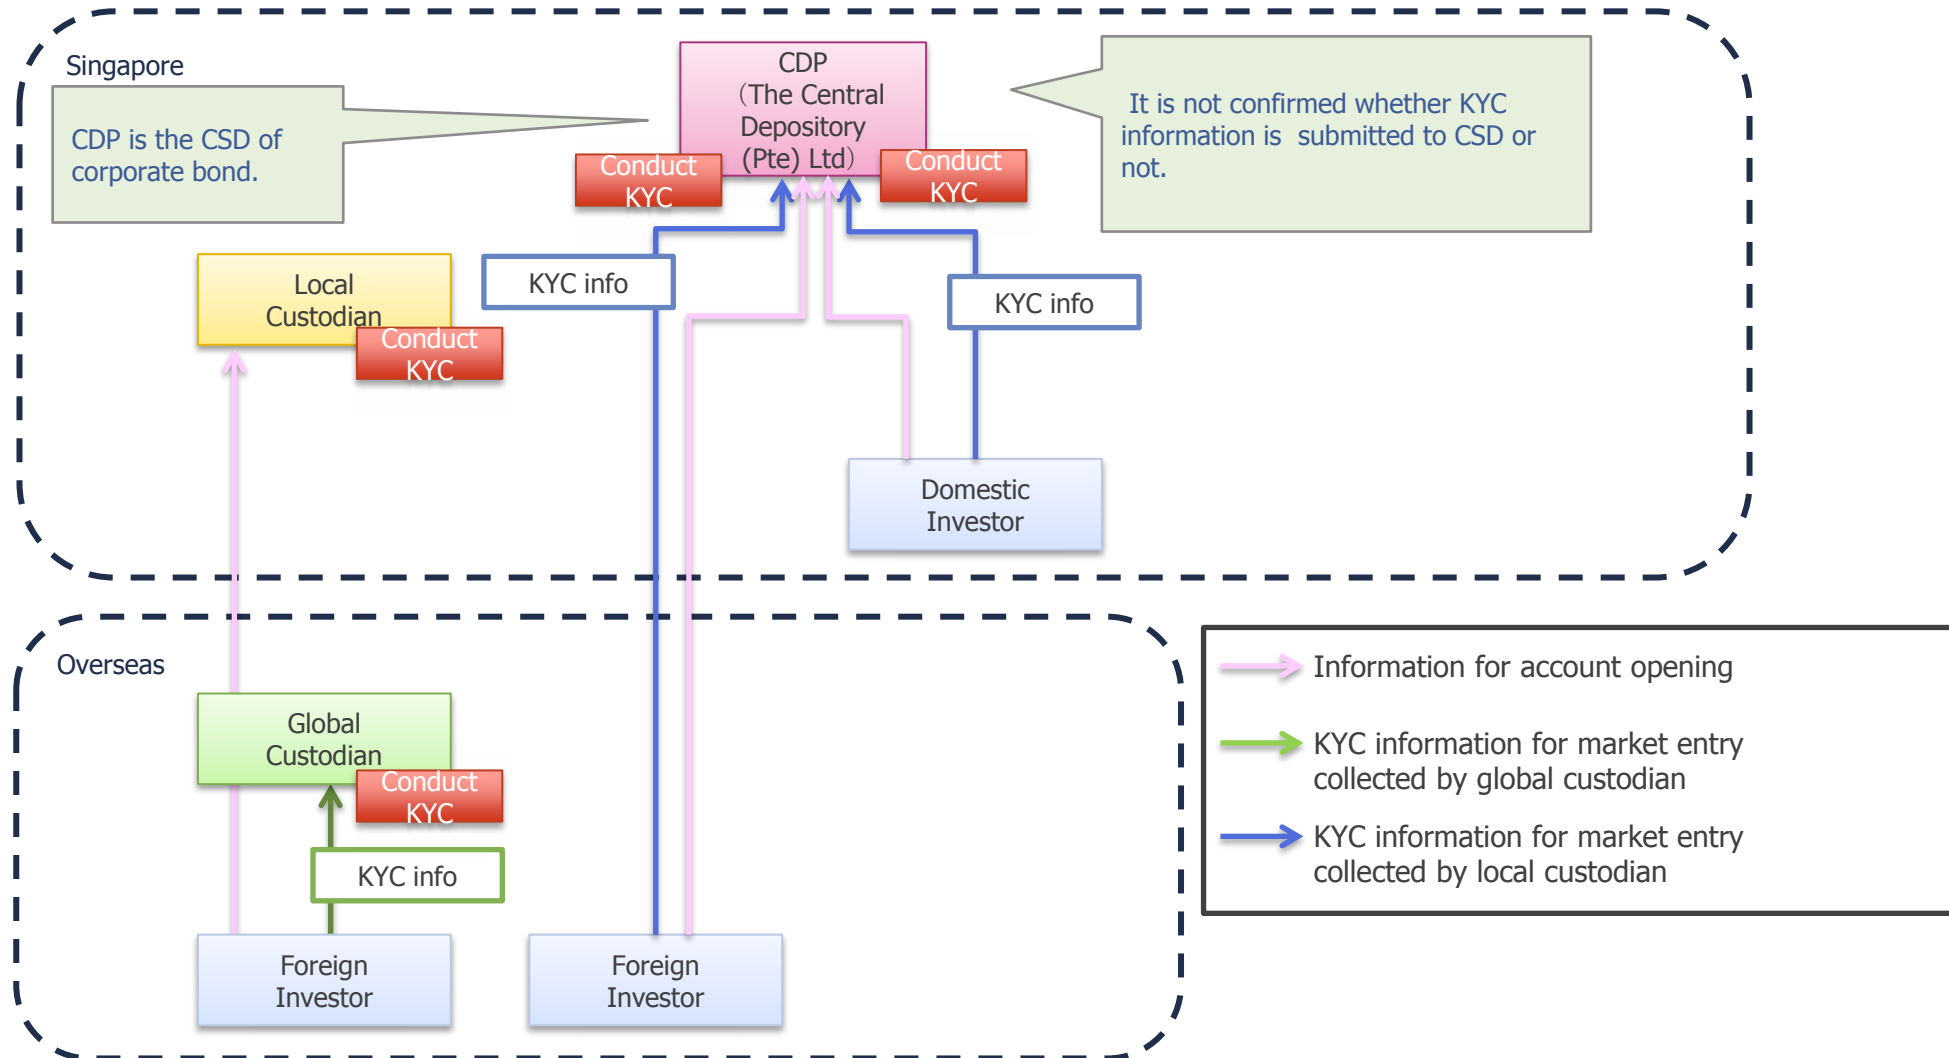 Singapore
CDP is the CSD of
corporate bond.
CDP
（The Central
Depository
(Pte) Ltd）
Conduct
KYC
Conduct
KYC
It is not confirmed whether KYC
information is  submitted to CSD or
not.
Local
Custodian
Conduct
KYC
KYC info
KYC info
Domestic
Investor
Overseas
Global
Custodian
Conduct
KYC
KYC info
Foreign
Investor
Foreign
Investor
Information for account opening
KYC information for market entry
collected by global custodian
KYC information for market entry
collected by local custodian